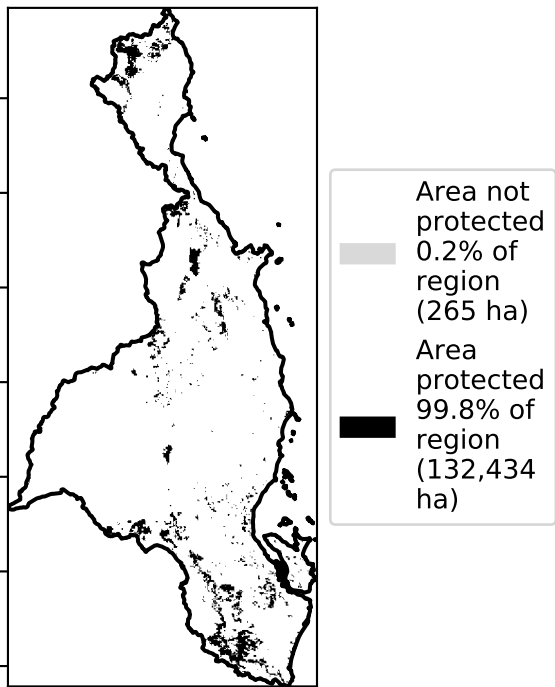 Area not
protected
0.2% of
region
(265 ha)
Area
protected
99.8% of
region
(132,434
ha)